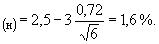 (н) = 2,5 − 3 0,72/√6 = 1,6 %.